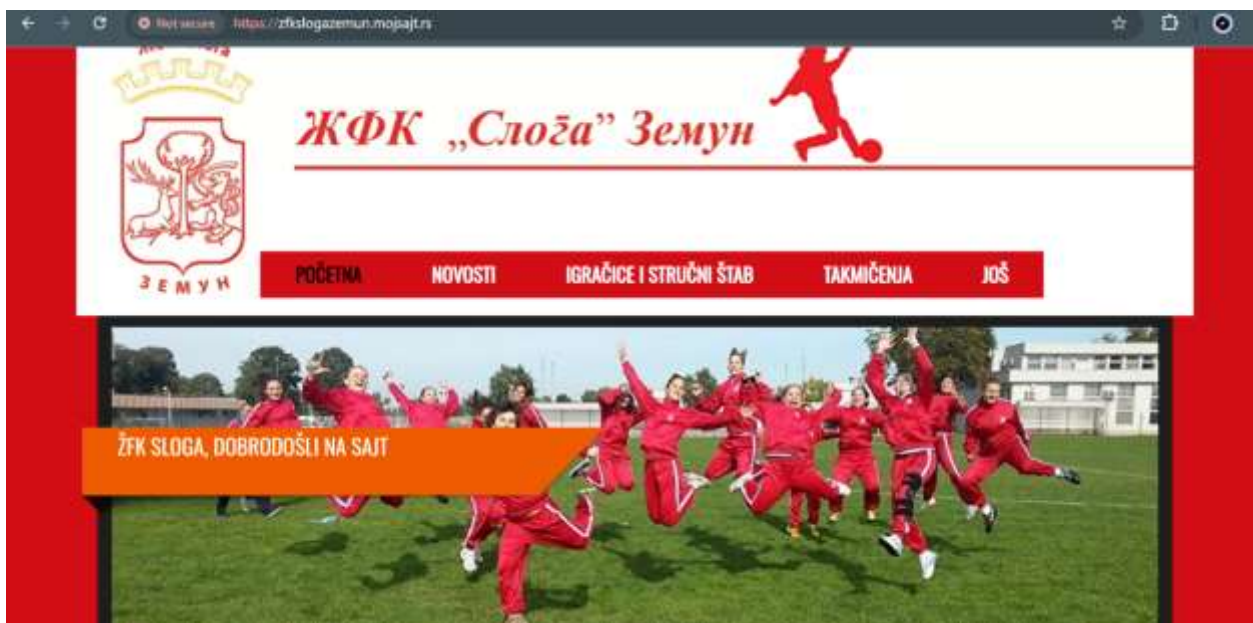 Not secure https://zfkslogazemun.mojsajt.rs
ЖФК „Слога” Земун
ЗЕМУН
POČETNA NOVOSTI IGRAČICE I STRUČNI ŠTAB TAKMIČENJA JOŠ
ŽFK SLOGA, DOBRODOŠLI NA SAJT